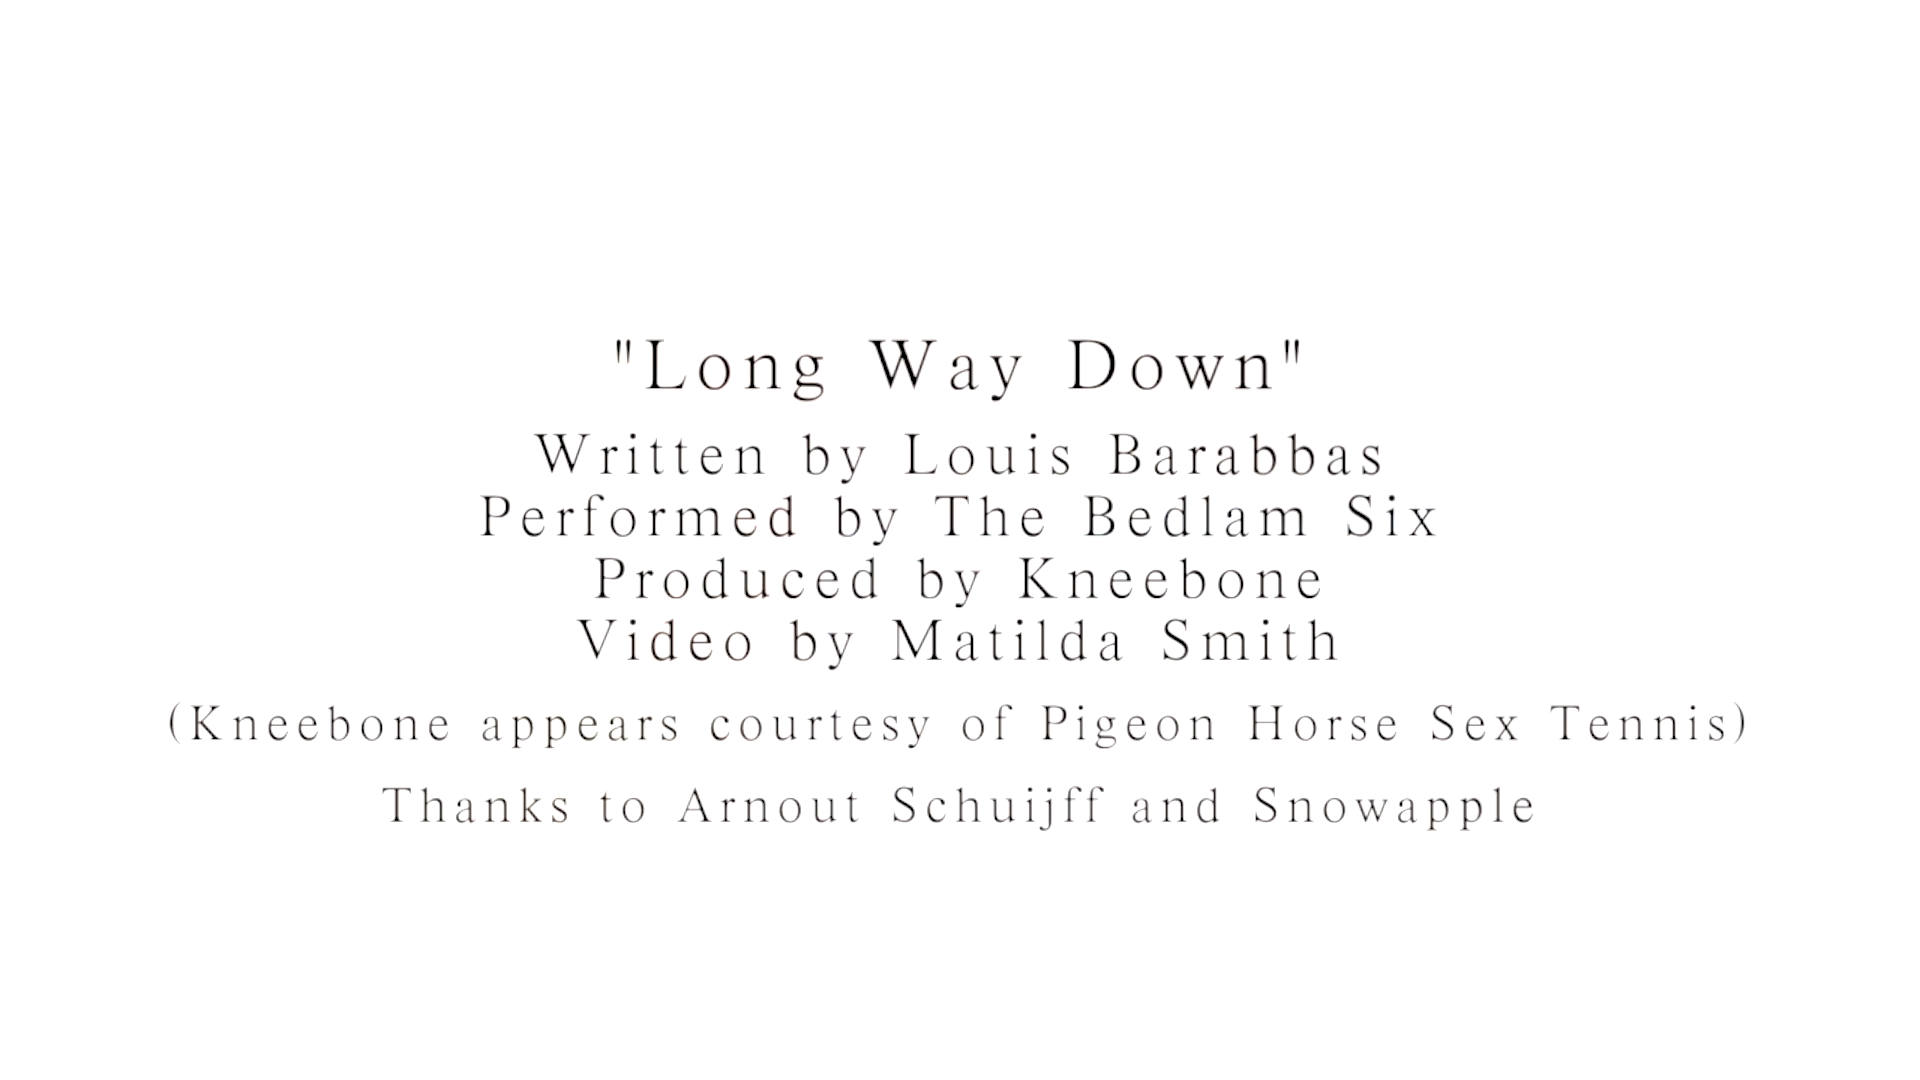 "Long Way Down"
Written by Louis Barabbas
Performed by The Bedlam Six
Produced by Kneebone
Video by Matilda Smith
(Kneebone appears courtesy of Pigeon Horse Sex Tennis)
Thanks to Arnout Schuijff and Snowapple